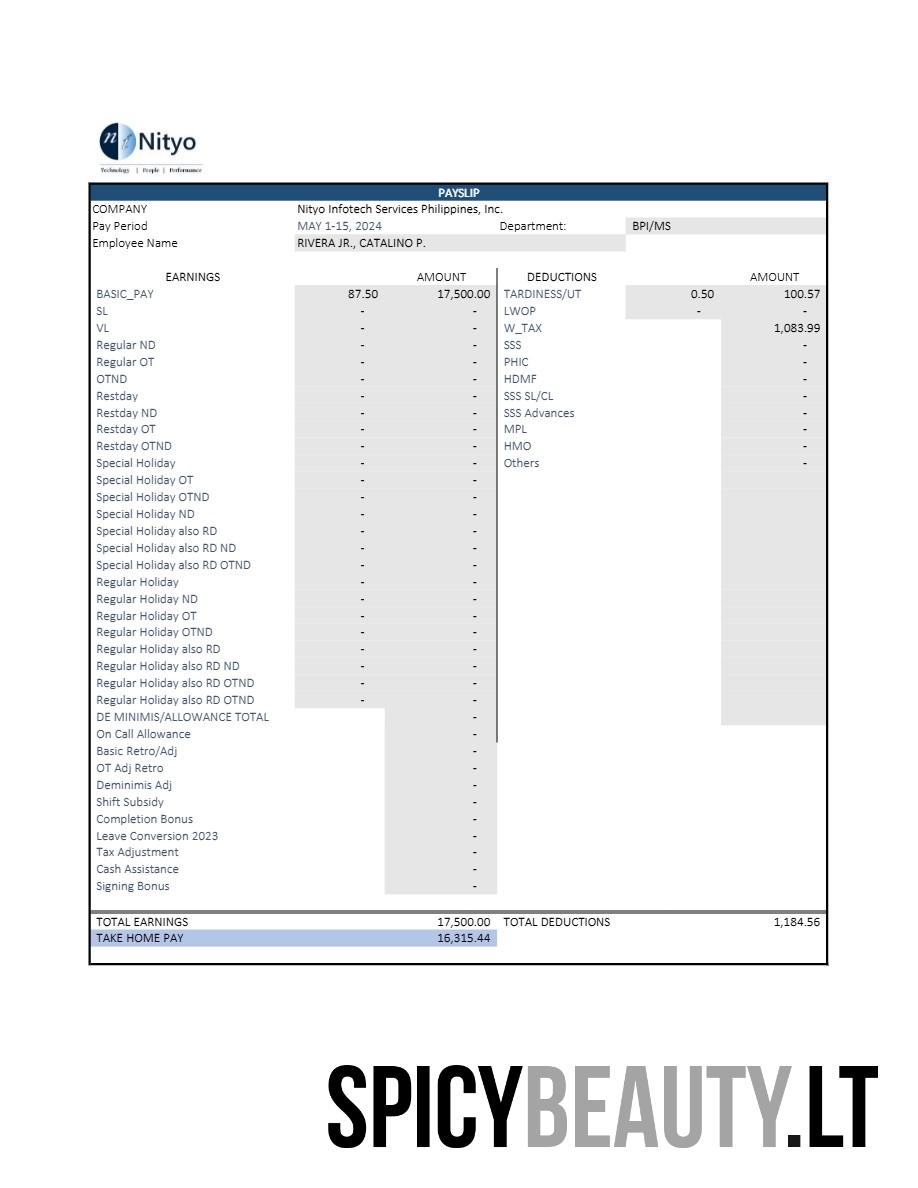 n it Nityo
Technology | People | Performance
PAYSLIP
COMPANY Nityo Infotech Services Philippines, Inc.
Pay Period MAY 1-15, 2024 Department: BPI/MS
Employee Name RIVERA JR., CATALINO P.
EARNINGS AMOUNT DEDUCTIONS AMOUNT
BASIC_PAY 87.50 17,500.00 TARDINESS/UT 0.50 100.57
SL - - LWOP - -
VL - - W_TAX 1,083.99
Regular ND - - SSS -
Regular OT - - PHIC -
OTND - - HDMF -
Restday - - SSS SL/CL -
Restday ND - - SSS Advances -
Restday OT - - MPL -
Restday OTND - - HMO -
Special Holiday - - Others -
Special Holiday OT - -
Special Holiday OTND - -
Special Holiday ND - -
Special Holiday also RD - -
Special Holiday also RD ND - -
Special Holiday also RD OTND - -
Regular Holiday - -
Regular Holiday ND - -
Regular Holiday OT - -
Regular Holiday OTND - -
Regular Holiday also RD - -
Regular Holiday also RD ND - -
Regular Holiday also RD OTND - -
Regular Holiday also RD OTND - -
DE MINIMIS/ALLOWANCE TOTAL -
On Call Allowance -
Basic Retro/Adj -
OT Adj Retro -
Deminimis Adj -
Shift Subsidy -
Completion Bonus -
Leave Conversion 2023 -
Tax Adjustment -
Cash Assistance -
Signing Bonus -
TOTAL EARNINGS 17,500.00 TOTAL DEDUCTIONS 1,184.56
TAKE HOME PAY 16,315.44
SPICYBEAUTY.LT